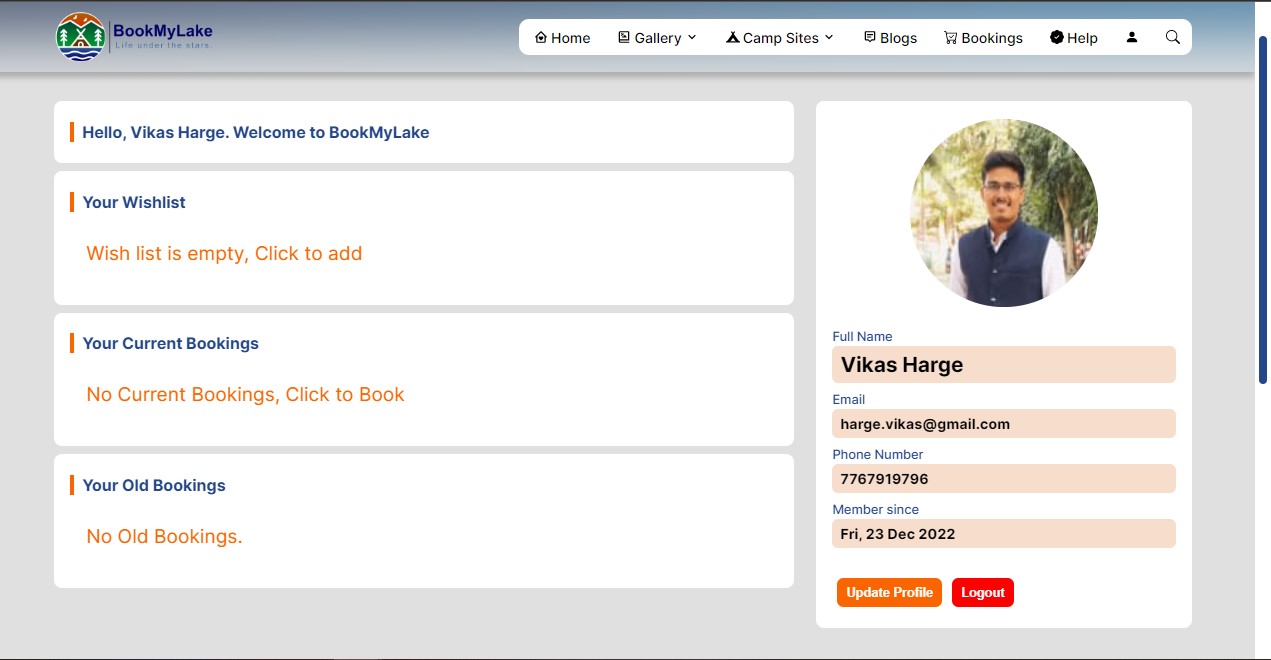 BookMyLake
Life under the stars.
Home Gallery Camp Sites Blogs Bookings Help
Hello, Vikas Harge. Welcome to BookMyLake
Your Wishlist
Wish list is empty, Click to add
Your Current Bookings
No Current Bookings, Click to Book
Your Old Bookings
No Old Bookings.
Full Name
Vikas Harge
Email
harge.vikas@gmail.com
Phone Number
7767919796
Member since
Fri, 23 Dec 2022
Update Profile Logout